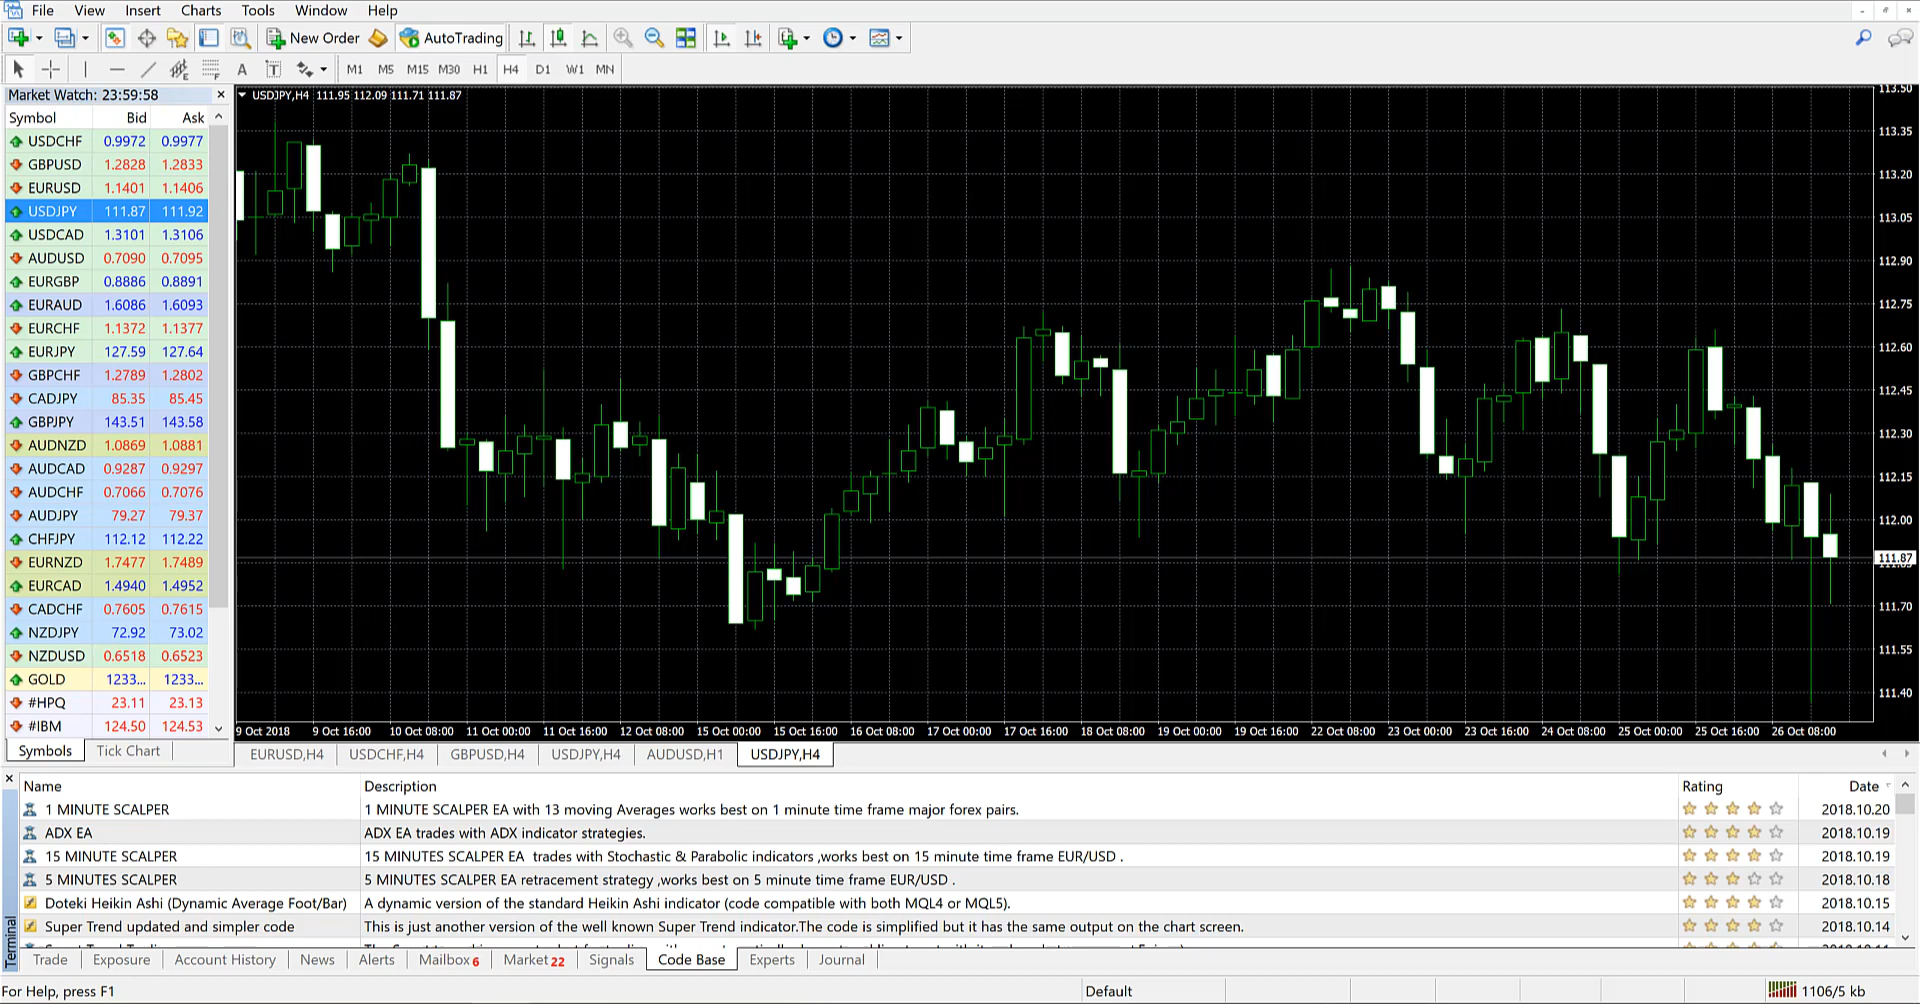 File View Insert Charts Tools Window Help
New Order AutoTrading
A T M1 M5 M15 M30 H1 H4 D1 W1 MN
Market Watch: 23:59:58
Symbol Bid Ask
USDCHF 0.9972 0.9977
GBPUSD 1.2828 1.2833
EURUSD 1.1401 1.1406
USDJPY 111.87 111.92
USDCAD 1.3101 1.3106
AUDUSD 0.7090 0.7095
EURGBP 0.8886 0.8891
EURAUD 1.6086 1.6093
EURCHF 1.1372 1.1377
EURJPY 127.59 127.64
GBPCHF 1.2789 1.2802
CADJPY 85.35 85.45
GBPJPY 143.51 143.58
AUDNZD 1.0869 1.0881
AUDCAD 0.9287 0.9297
AUDCHF 0.7066 0.7076
AUDJPY 79.27 79.37
CHFJPY 112.12 112.22
EURNZD 1.7477 1.7489
EURCAD 1.4940 1.4952
CADCHF 0.7605 0.7615
NZDJPY 72.92 73.02
NZDUSD 0.6518 0.6523
GOLD 1233... 1233...
#HPQ 23.11 23.13
#IBM 124.50 124.53
Symbols Tick Chart
USDJPY,H4 111.95 112.09 111.71 111.87
113.50
113.35
113.20
113.05
112.90
112.75
112.60
112.45
112.30
112.15
112.00
111.87
111.70
111.55
111.40
9 Oct 2018 9 Oct 16:00 10 Oct 08:00 11 Oct 00:00 11 Oct 16:00 12 Oct 08:00 15 Oct 00:00 15 Oct 16:00 16 Oct 08:00 17 Oct 00:00 17 Oct 16:00 18 Oct 08:00 19 Oct 00:00 19 Oct 16:00 22 Oct 08:00 23 Oct 00:00 23 Oct 16:00 24 Oct 08:00 25 Oct 00:00 25 Oct 16:00 26 Oct 08:00
EURUSD,H4 USDCHF,H4 GBPUSD,H4 USDJPY,H4 AUDUSD,H1 USDJPY,H4
Name Description Rating Date
1 MINUTE SCALPER 1 MINUTE SCALPER EA with 13 moving Averages works best on 1 minute time frame major forex pairs. 2018.10.20
ADX EA ADX EA trades with ADX indicator strategies. 2018.10.19
15 MINUTE SCALPER 15 MINUTES SCALPER EA  trades with Stochastic & Parabolic indicators ,works best on 15 minute time frame EUR/USD . 2018.10.19
5 MINUTES SCALPER 5 MINUTES SCALPER EA retracement strategy ,works best on 5 minute time frame EUR/USD . 2018.10.18
Doteki Heikin Ashi (Dynamic Average Foot/Bar) A dynamic version of the standard Heikin Ashi indicator (code compatible with both MQL4 or MQL5). 2018.10.15
Super Trend updated and simpler code This is just another version of the well known Super Trend indicator.The code is simplified but it has the same output on the chart screen. 2018.10.14
Terminal
Trade Exposure Account History News Alerts Mailbox 6 Market 22 Signals Code Base Experts Journal
For Help, press F1 Default 1106/5 kb